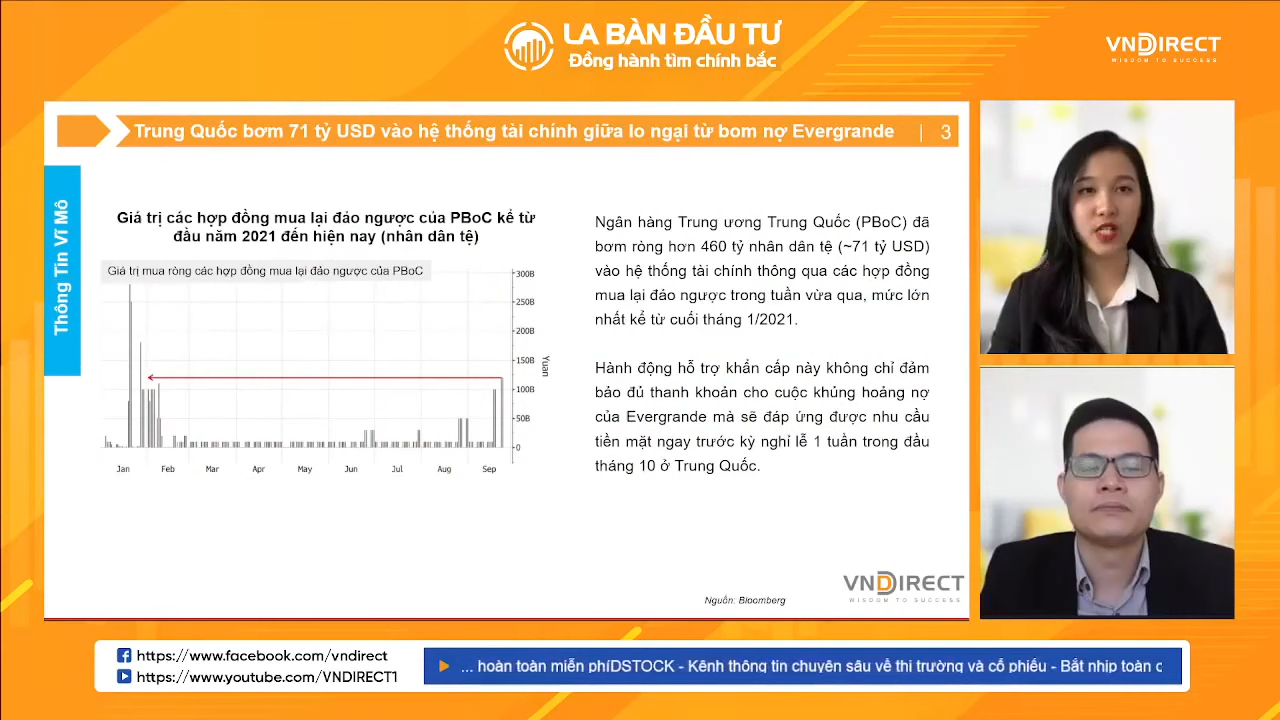 LA BÀN ĐẦU TƯ
Đồng hành tìm chính bắc
VNDIRECT
WISDOM TO SUCCESS
Trung Quốc bơm 71 tỷ USD vào hệ thống tài chính giữa lo ngại từ bom nợ Evergrande | 3
Thông Tin Vĩ Mô
Giá trị các hợp đồng mua lại đảo ngược của PBoC kể từ
đầu năm 2021 đến hiện nay (nhân dân tệ)
Giá trị mua ròng các hợp đồng mua lại đảo ngược của PBoC
300B
250B
200B
150B
100B
50B
0
Yuan
Jan Feb Mar Apr May Jun Jul Aug Sep
Ngân hàng Trung ương Trung Quốc (PBoC) đã
bơm ròng hơn 460 tỷ nhân dân tệ (~71 tỷ USD)
vào hệ thống tài chính thông qua các hợp đồng
mua lại đảo ngược trong tuần vừa qua, mức lớn
nhất kể từ cuối tháng 1/2021.
Hành động hỗ trợ khẩn cấp này không chỉ đảm
bảo đủ thanh khoản cho cuộc khủng hoảng nợ
của Evergrande mà sẽ đáp ứng được nhu cầu
tiền mặt ngay trước kỳ nghỉ lễ 1 tuần trong đầu
tháng 10 ở Trung Quốc.
Nguồn: Bloomberg
VNDIRECT
WISDOM TO SUCCESS
https://www.facebook.com/vndirect
https://www.youtube.com/VNDIRECT1
... hoàn toàn miễn phíDSTOCK - Kênh thông tin chuyên sâu về thị trường và cổ phiếu - Bắt nhịp toàn